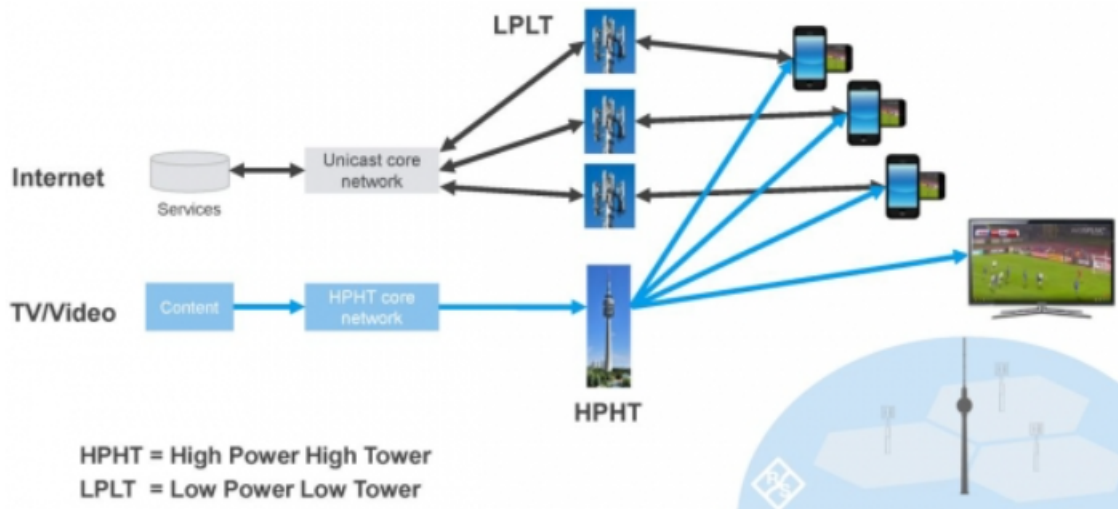 LPLT
Internet
Services
Unicast core
network
TV/Video
Content
HPHT core
network
HPHT
HPHT = High Power High Tower
LPLT = Low Power Low Tower
R S